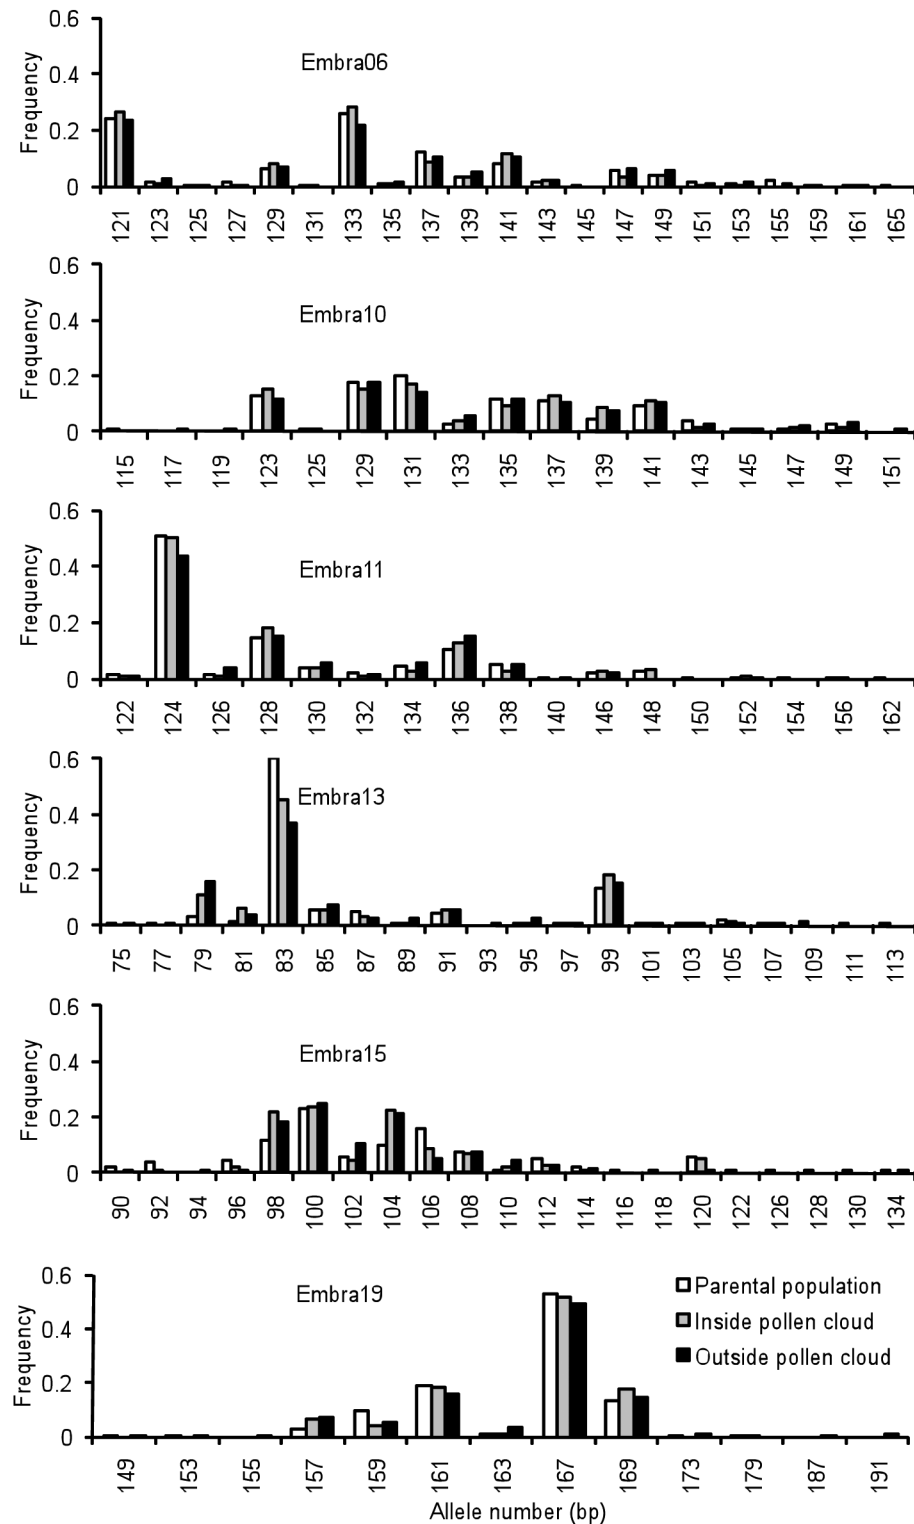 0.6
Embra06
0.4
Frequency
0.2
0
121 123 125 127 129 131 133 135 137 139 141 143 145 147 149 151 153 155 159 161 165
0.6
Embra10
0.4
Frequency
0.2
0
115 117 119 123 125 129 131 133 135 137 139 141 143 145 147 149 151
0.6
Embra11
0.4
Frequency
0.2
0
122 124 126 128 130 132 134 136 138 140 146 148 150 152 154 156 162
0.6
Embra13
0.4
Frequency
0.2
0
75 77 79 81 83 85 87 89 91 93 95 97 99 101 103 105 107 109 111 113
0.6
Embra15
0.4
Frequency
0.2
0
90 92 94 96 98 100 102 104 106 108 110 112 114 116 118 120 122 126 128 130 134
0.6
Embra19
Parental population
0.4
Inside pollen cloud
Frequency
Outside pollen cloud
0.2
0
149 153 155 157 159 161 163 167 169 173 179 187 191
Allele number (bp)